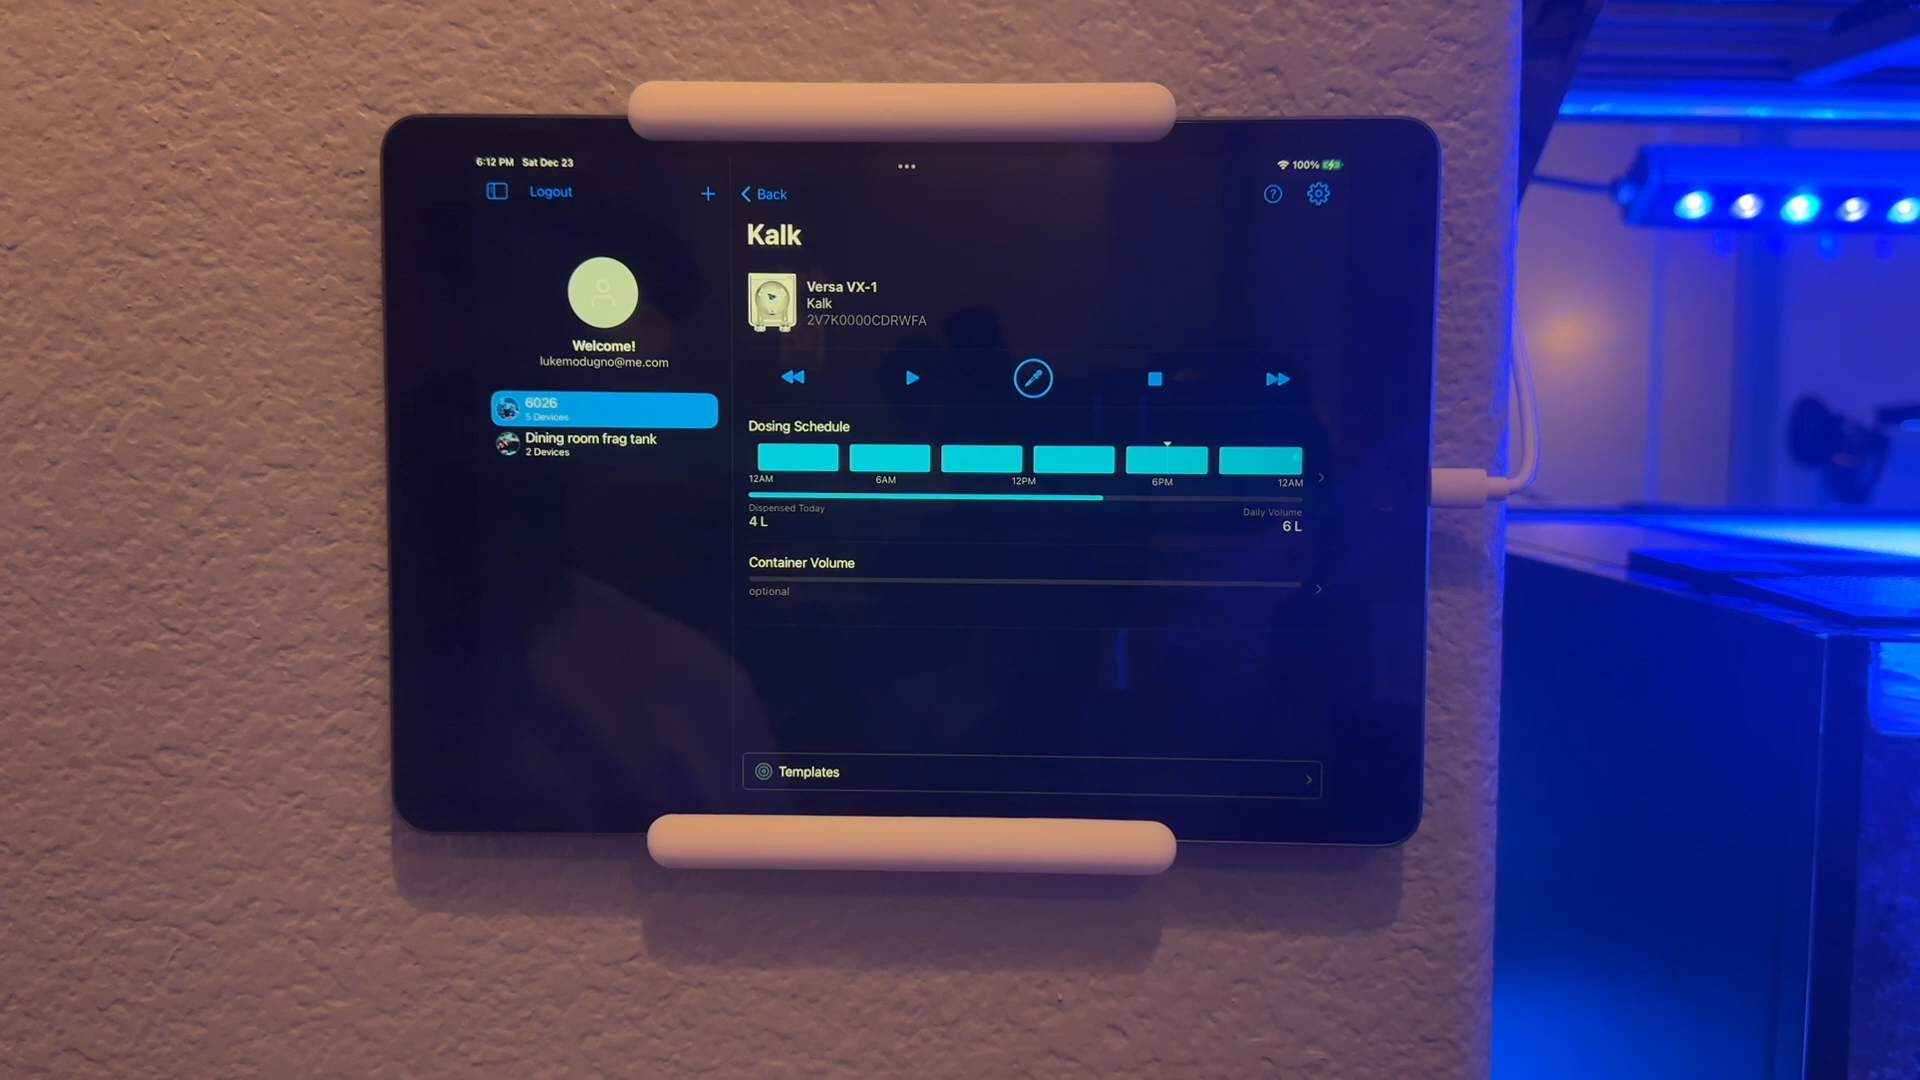 6:12 PM Sat Dec 23
100%
Logout
Back
Kalk
Versa VX-1
Kalk
2V7K0000CDRWFA
Welcome!
lukemodugno@me.com
6026
5 Devices
Dining room frag tank
2 Devices
Dosing Schedule
12AM 6AM 12PM 6PM 12AM
Dispensed Today Daily Volume
4 L 6 L
Container Volume
optional
Templates